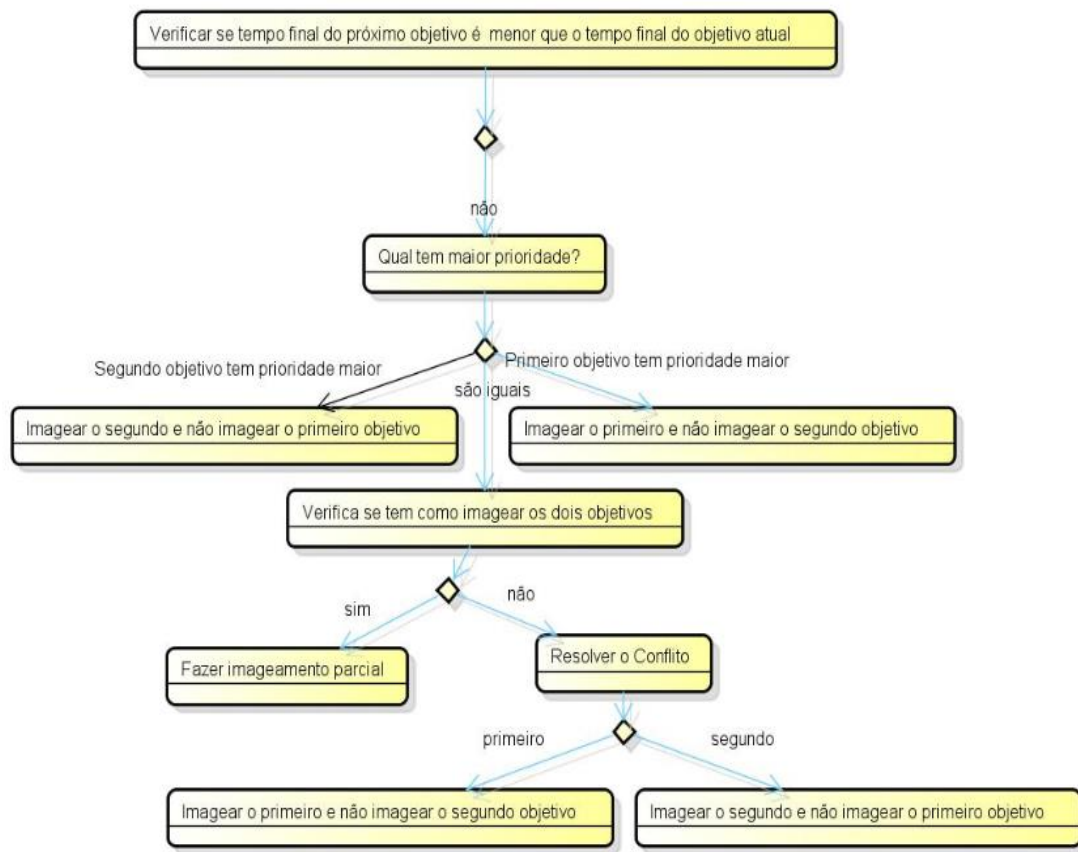 Verificar se tempo final do próximo objetivo é menor que o tempo final do objetivo atual
não
Qual tem maior prioridade?
Segundo objetivo tem prioridade maior
Primeiro objetivo tem prioridade maior
são iguais
Imagear o segundo e não imagear o primeiro objetivo
Imagear o primeiro e não imagear o segundo objetivo
Verifica se tem como imagear os dois objetivos
sim
não
Fazer imageamento parcial
Resolver o Conflito
primeiro
segundo
Imagear o primeiro e não imagear o segundo objetivo
Imagear o segundo e não imagear o primeiro objetivo